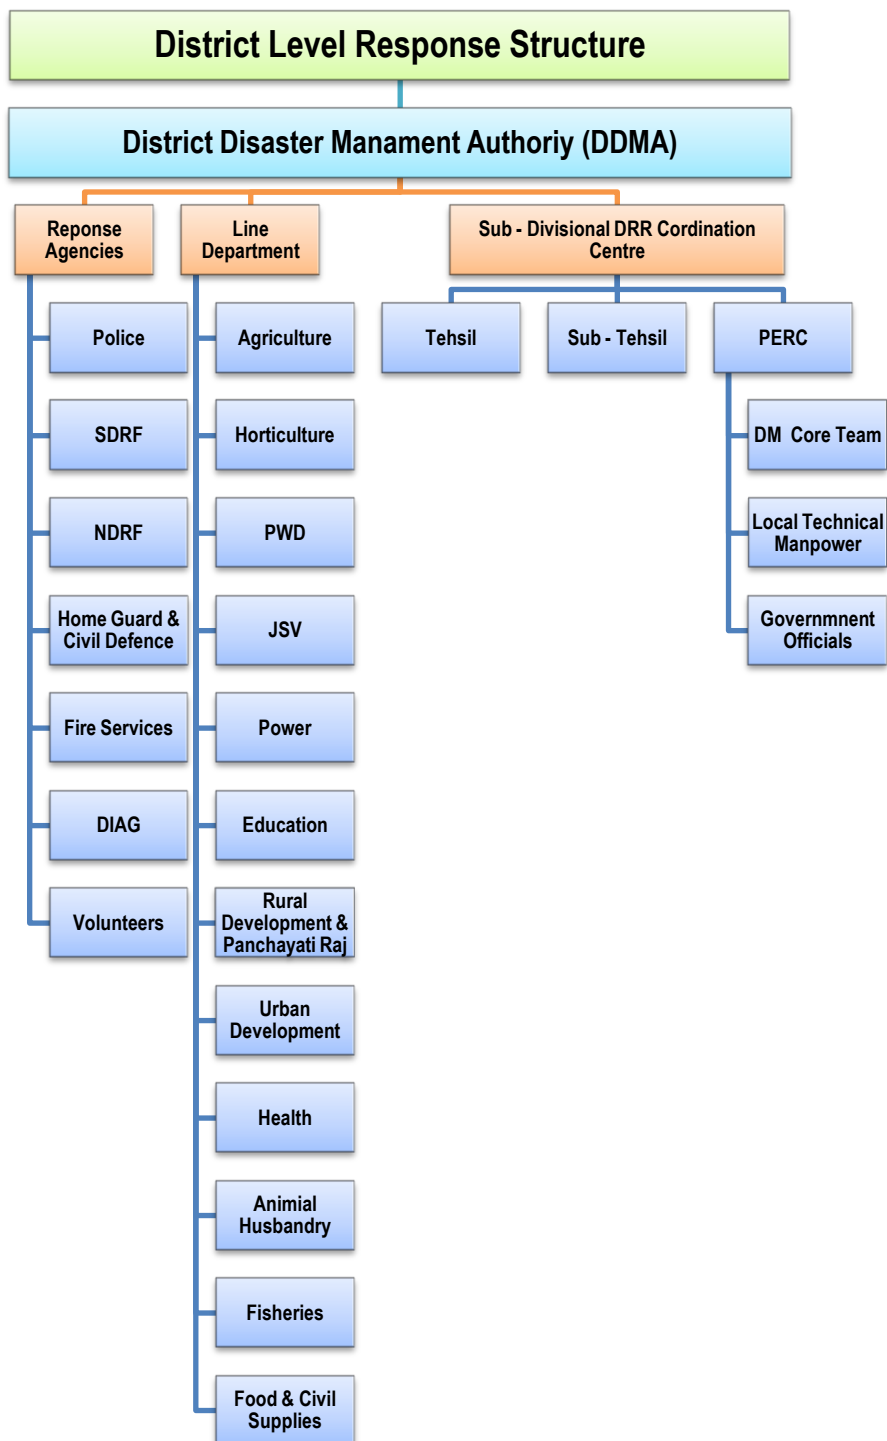 District Level Response Structure
District Disaster Manament Authoriy (DDMA)
Reponse
Agencies
Line
Department
Sub - Divisional DRR Cordination
Centre
Police
SDRF
NDRF
Home Guard &
Civil Defence
Fire Services
DIAG
Volunteers
Agriculture
Horticulture
PWD
JSV
Power
Education
Rural
Development &
Panchayati Raj
Urban
Development
Health
Animial
Husbandry
Fisheries
Food & Civil
Supplies
Tehsil
Sub - Tehsil
PERC
DM Core Team
Local Technical
Manpower
Governmnent
Officials